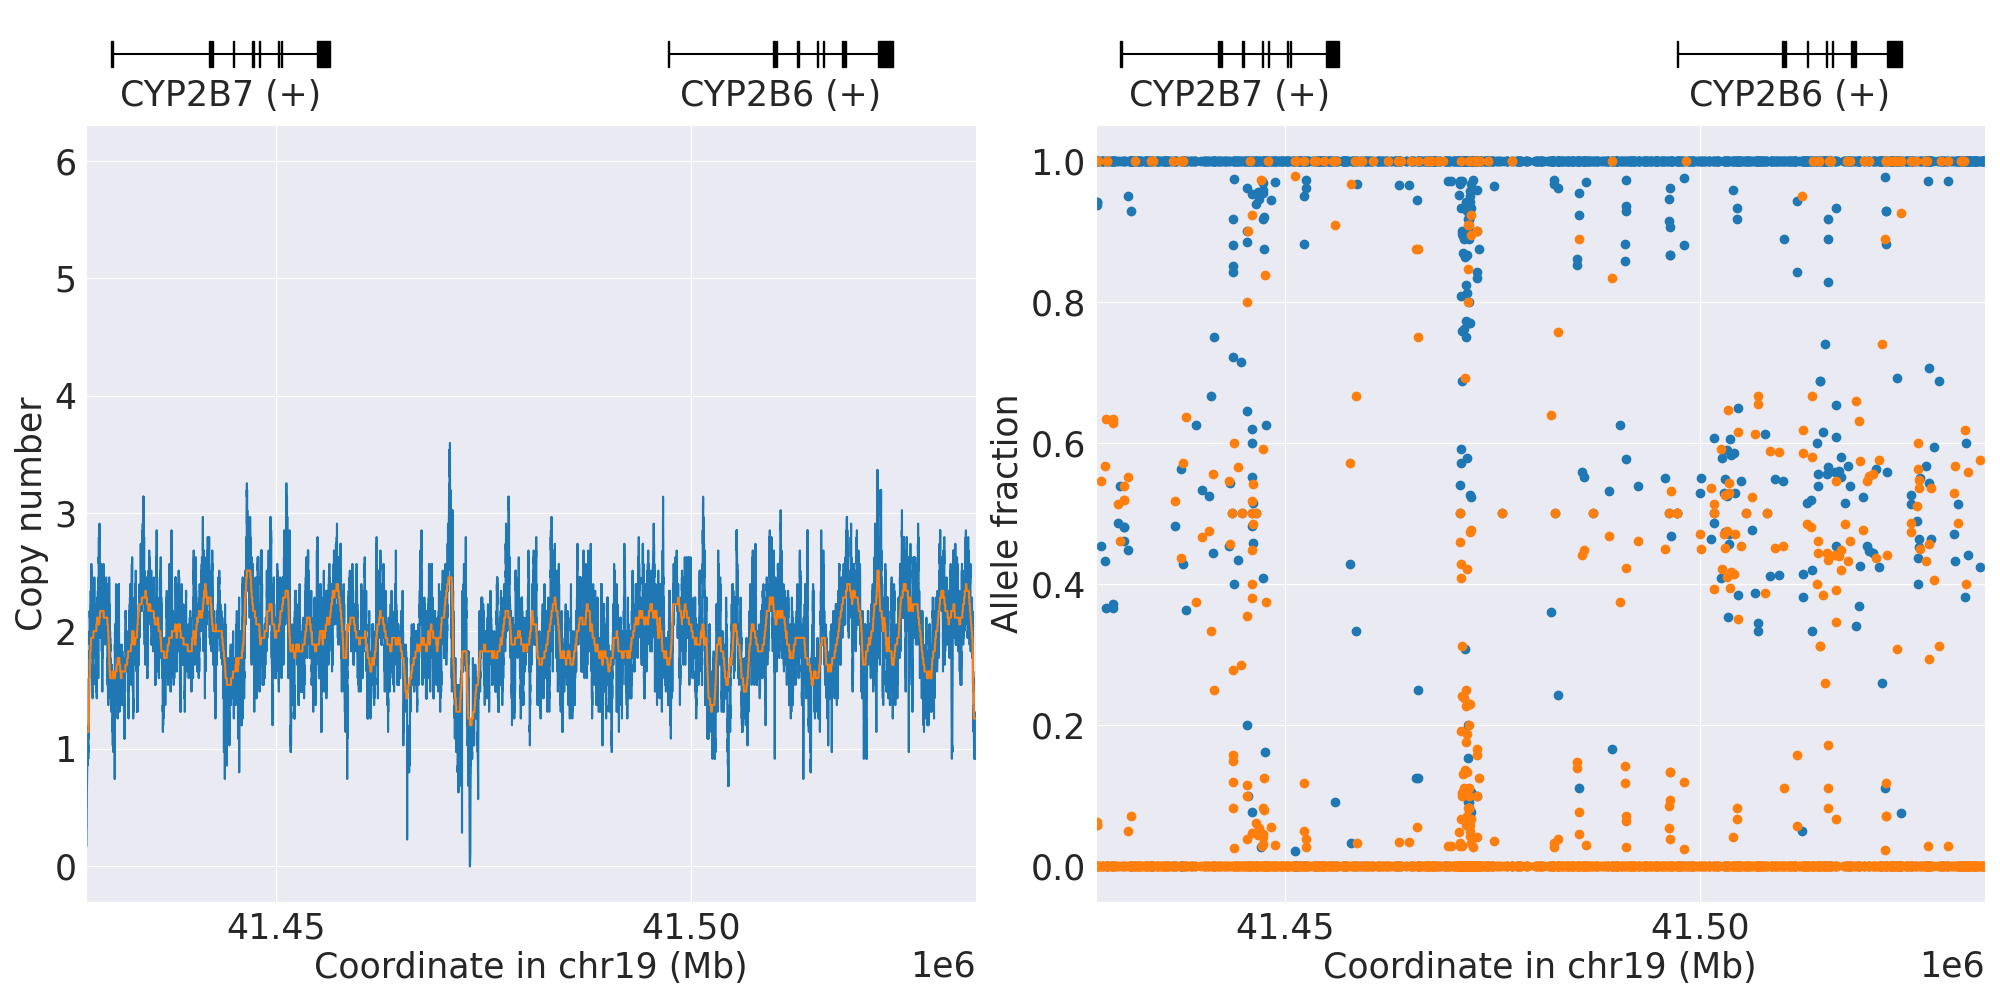 CYP2B7 (+)
CYP2B6 (+)
CYP2B7 (+)
CYP2B6 (+)
6
5
4
3
2
1
0
Copy number
41.45
41.50
Coordinate in chr19 (Mb)
1e6
1.0
0.8
0.6
0.4
0.2
0.0
Allele fraction
41.45
41.50
Coordinate in chr19 (Mb)
1e6